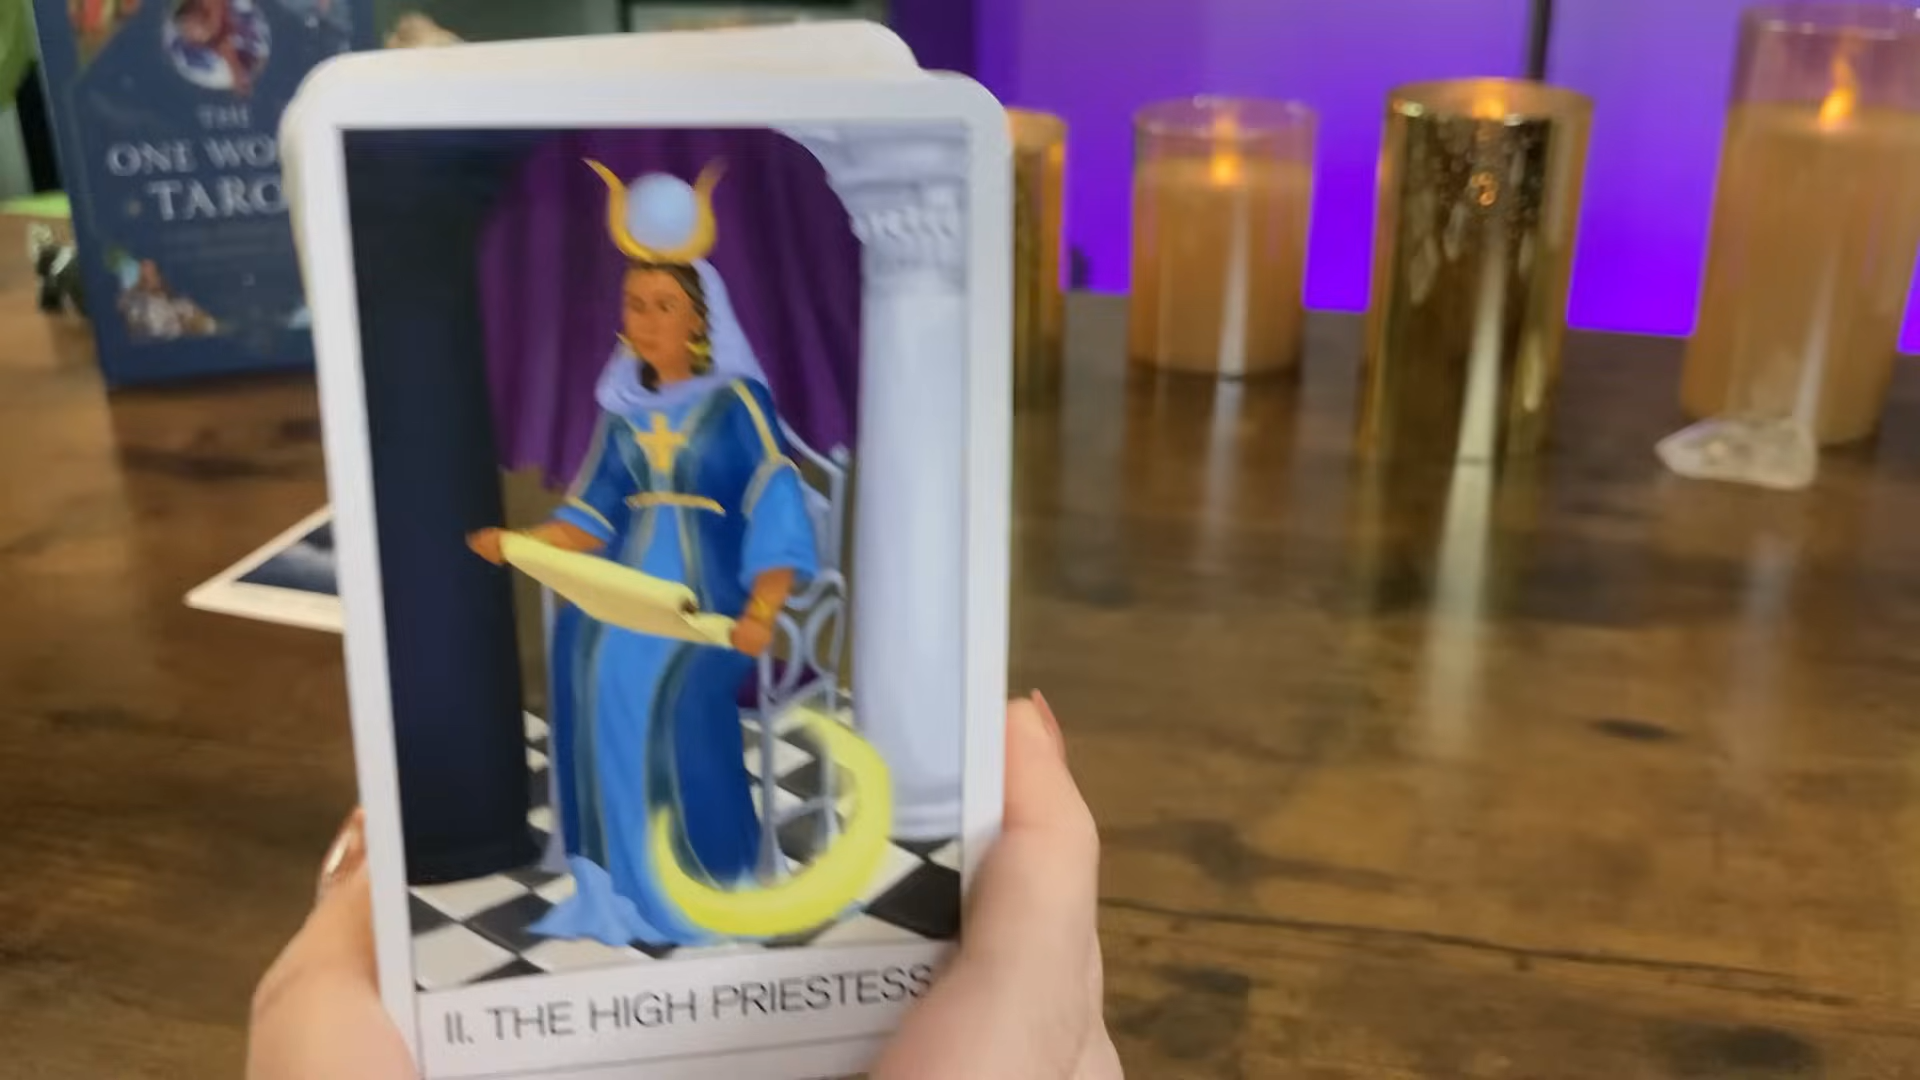 THE
ONE WO
TARO
II. THE HIGH PRIESTESS